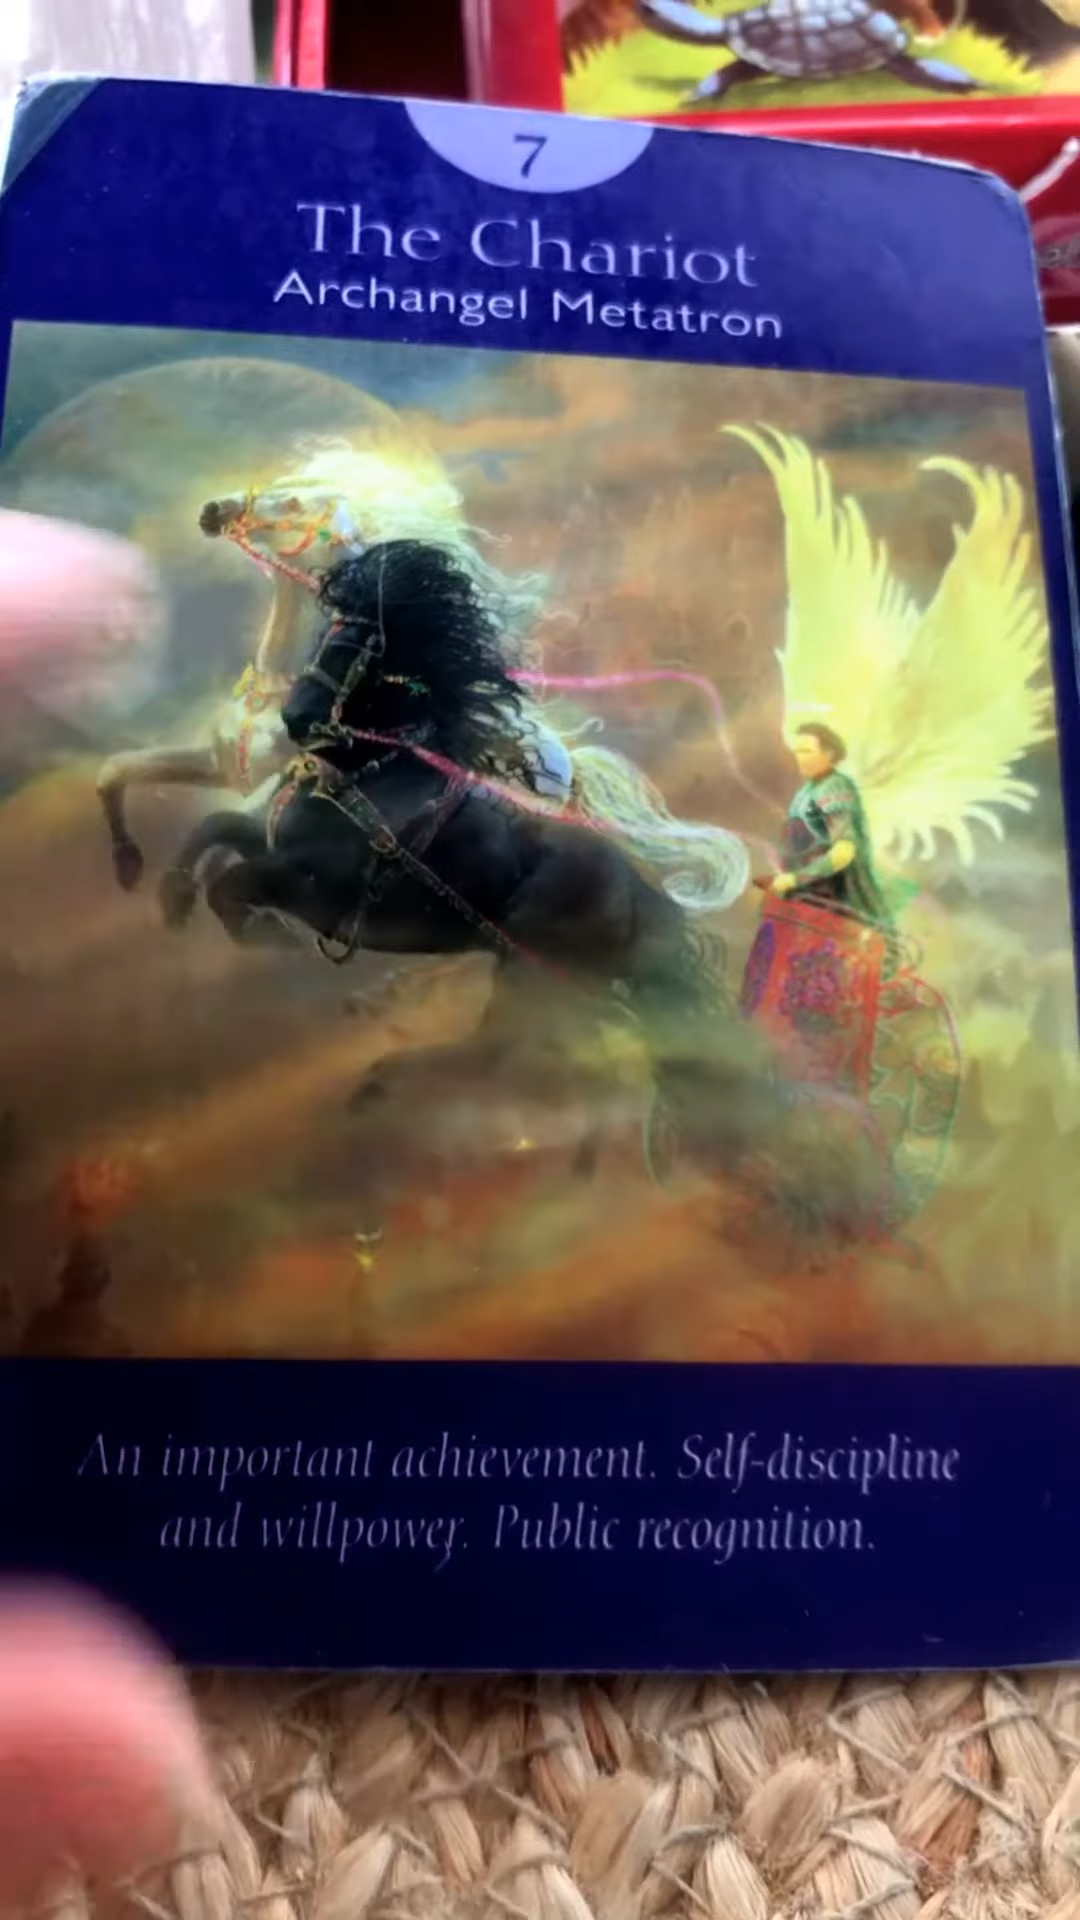 7
The Chariot
Archangel Metatron
An important achievement. Self-discipline
and willpower. Public recognition.